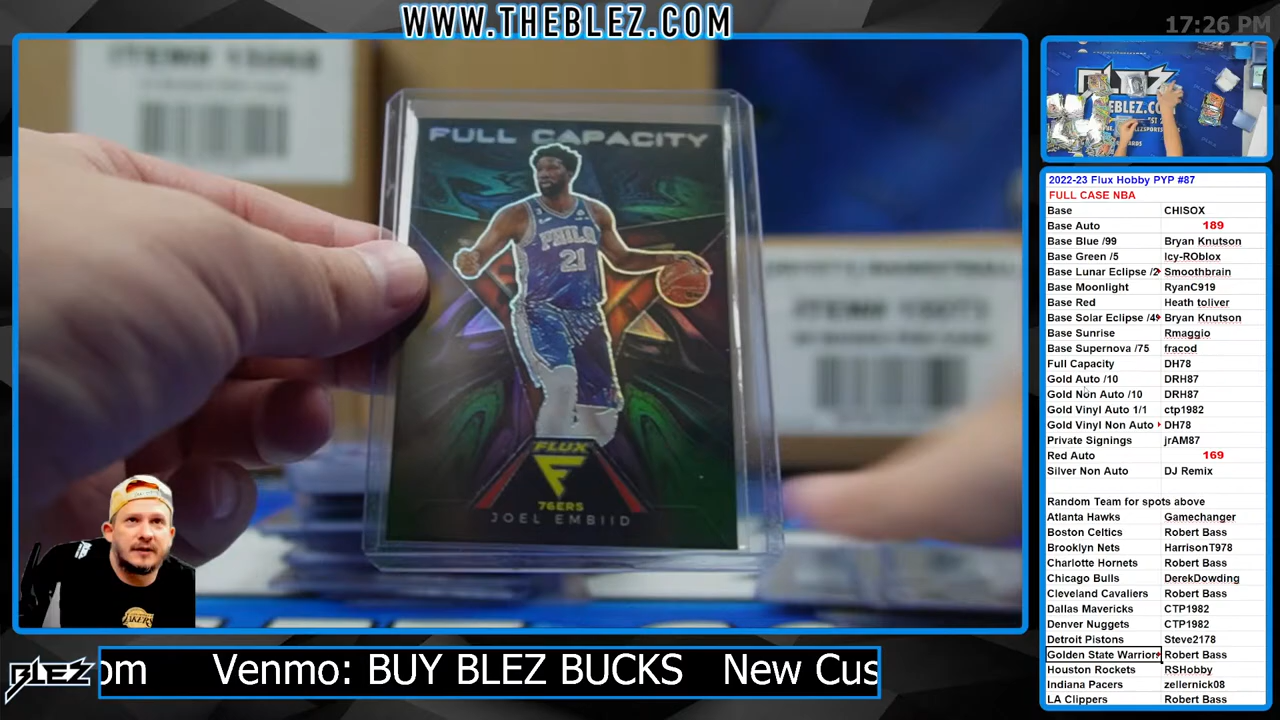 WWW.THEBLEZ.COM
17:26 PM
FULL CAPACITY
PHILA
21
FLUX
76ERS
JOEL EMBIID
BLEZ
2022-23 Flux Hobby PYP #87
FULL CASE NBA
Base CHISOX
Base Auto 189
Base Blue /99 Bryan Knutson
Base Green /5 Icy-ROblox
Base Lunar Eclipse /2 Smoothbrain
Base Moonlight RyanC919
Base Red Heath toliver
Base Solar Eclipse /49 Bryan Knutson
Base Sunrise Rmaggio
Base Supernova /75 fracod
Full Capacity DH78
Gold Auto /10 DRH87
Gold Non Auto /10 DRH87
Gold Vinyl Auto 1/1 ctp1982
Gold Vinyl Non Auto DH78
Private Signings jrAM87
Red Auto 169
Silver Non Auto DJ Remix
Random Team for spots above
Atlanta Hawks Gamechanger
Boston Celtics Robert Bass
Brooklyn Nets HarrisonT978
Charlotte Hornets Robert Bass
Chicago Bulls DerekDowding
Cleveland Cavaliers Robert Bass
Dallas Mavericks CTP1982
Denver Nuggets CTP1982
Detroit Pistons Steve2178
Golden State Warriors Robert Bass
Houston Rockets RSHobby
Indiana Pacers zellernick08
LA Clippers Robert Bass
BLEZ
om Venmo: BUY BLEZ BUCKS New Cus